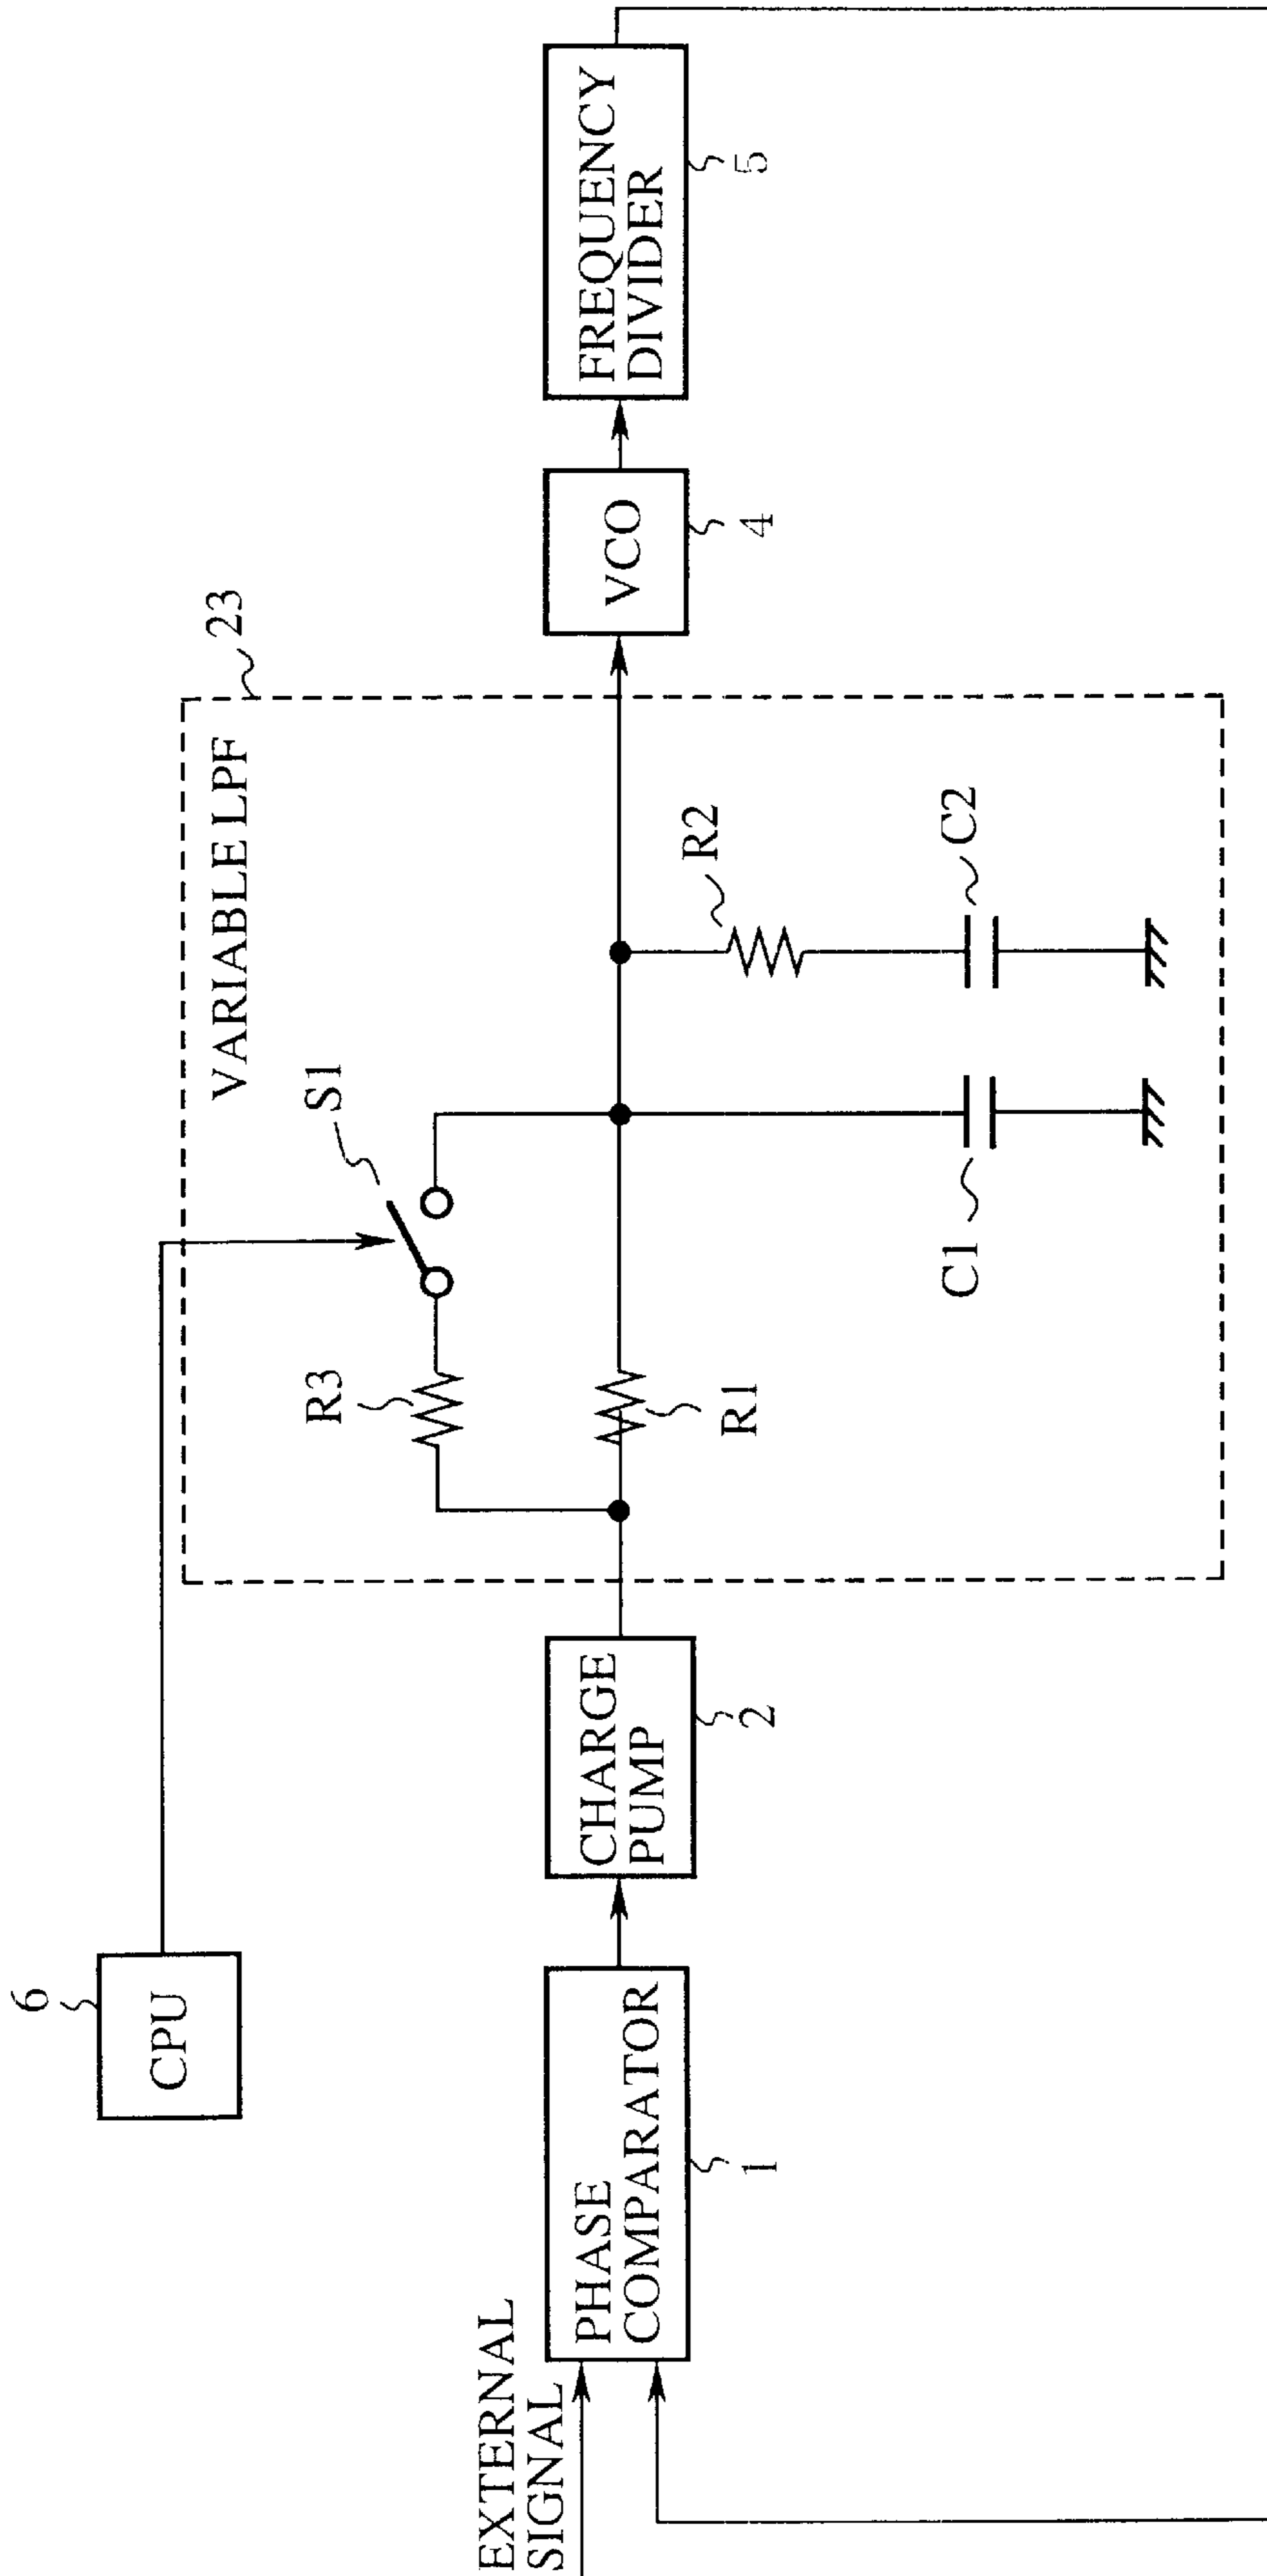 6
CPU
23
VARIABLE LPF
S1
R3
R1
R2
C1
C2
EXTERNAL
SIGNAL
PHASE
COMPARATOR
1
CHARGE
PUMP
2
VCO
4
FREQUENCY
DIVIDER
5